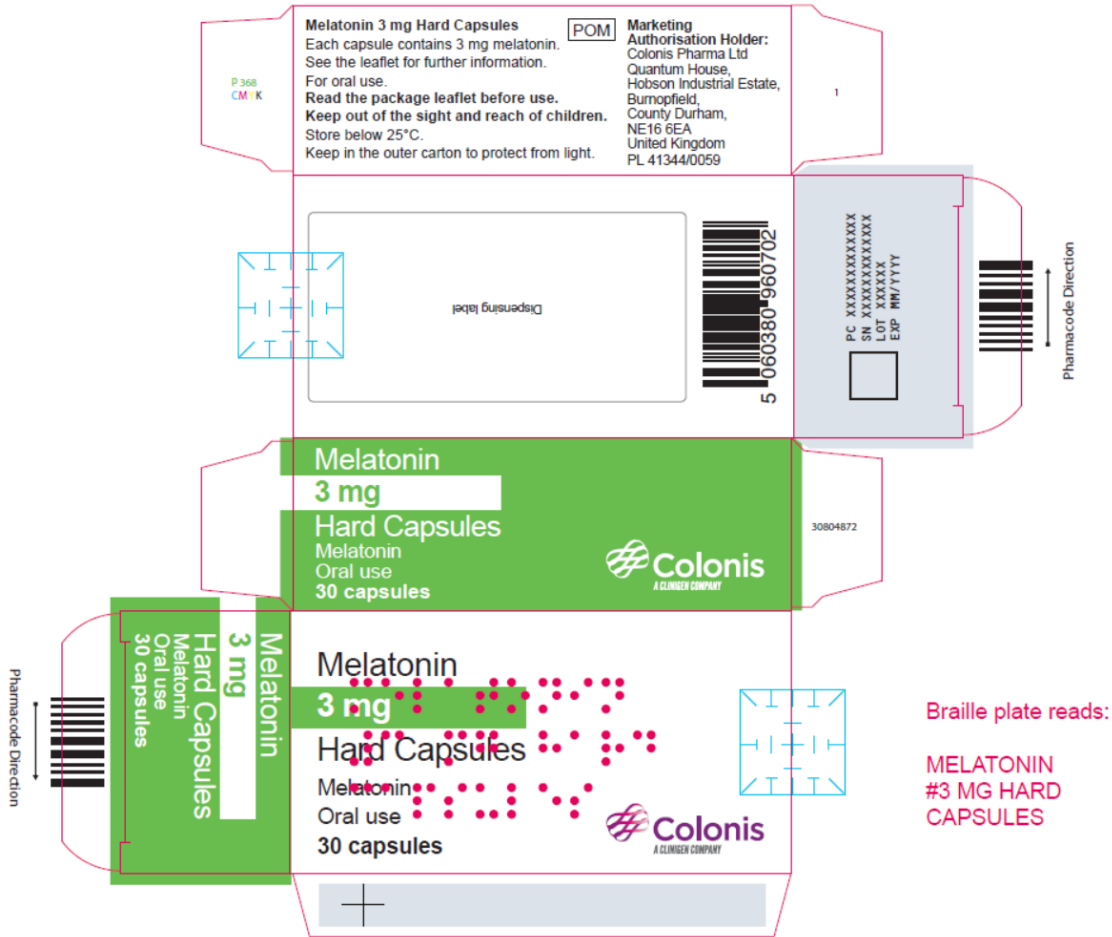 Melatonin 3 mg Hard Capsules
Each capsule contains 3 mg melatonin.
See the leaflet for further information.
For oral use.
Read the package leaflet before use.
Keep out of the sight and reach of children.
Store below 25°C.
Keep in the outer carton to protect from light.
POM
Marketing
Authorisation Holder:
Colonis Pharma Ltd
Quantum House,
Hobson Industrial Estate,
Burnopfield,
County Durham,
NE16 6EA
United Kingdom
PL 41344/0059
P 368
CMYK
1
Dispensing label
5 060380 960702
PC XXXXXXXXXXXXXX
SN XXXXXXXXXXXXXX
LOT XXXXXX
EXP MM/YYYY
Pharmacode Direction
Melatonin
3 mg
Hard Capsules
Melatonin
Oral use
30 capsules
Colonis
A CLINIGEN COMPANY
30804872
Pharmacode Direction
Melatonin
3 mg
Hard Capsules
Melatonin
Oral use
30 capsules
Melatonin
3 mg
Hard Capsules
Melatonin
Oral use
30 capsules
Colonis
A CLINIGEN COMPANY
Braille plate reads:
MELATONIN
#3 MG HARD
CAPSULES